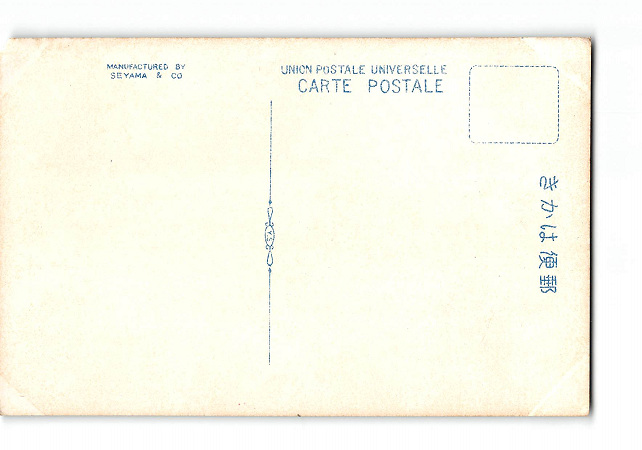 MANUFACTURED BY
SEYAMA & CO
UNION POSTALE UNIVERSELLE
CARTE POSTALE
きかは便郵